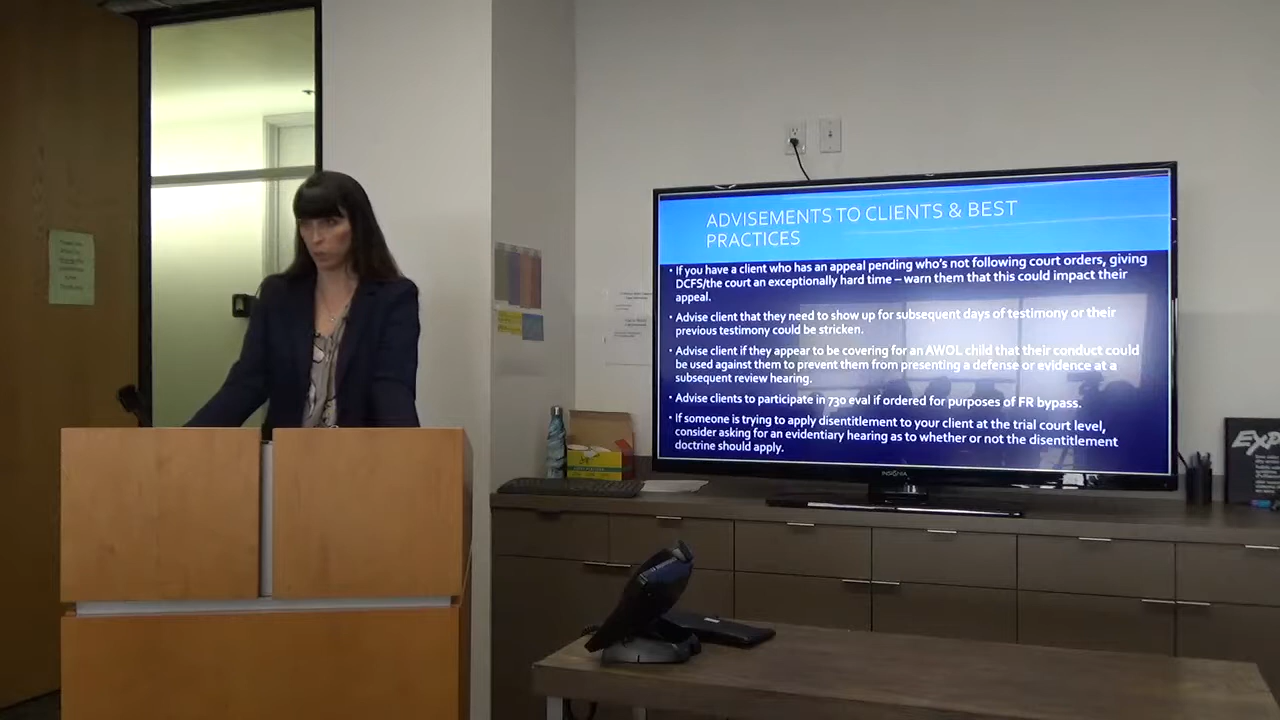 ADVISEMENTS TO CLIENTS & BEST
PRACTICES
• If you have a client who has an appeal pending who's not following court orders, giving
DCFS/the court an exceptionally hard time – warn them that this could impact their
appeal.
• Advise client that they need to show up for subsequent days of testimony or their
previous testimony could be stricken.
• Advise client if they appear to be covering for an AWOL child that their conduct could
be used against them to prevent them from presenting a defense or evidence at a
subsequent review hearing.
• Advise clients to participate in 730 eval if ordered for purposes of FR bypass.
• If someone is trying to apply disentitlement to your client at the trial court level,
consider asking for an evidentiary hearing as to whether or not the disentitlement
doctrine should apply.
INSIGNIA